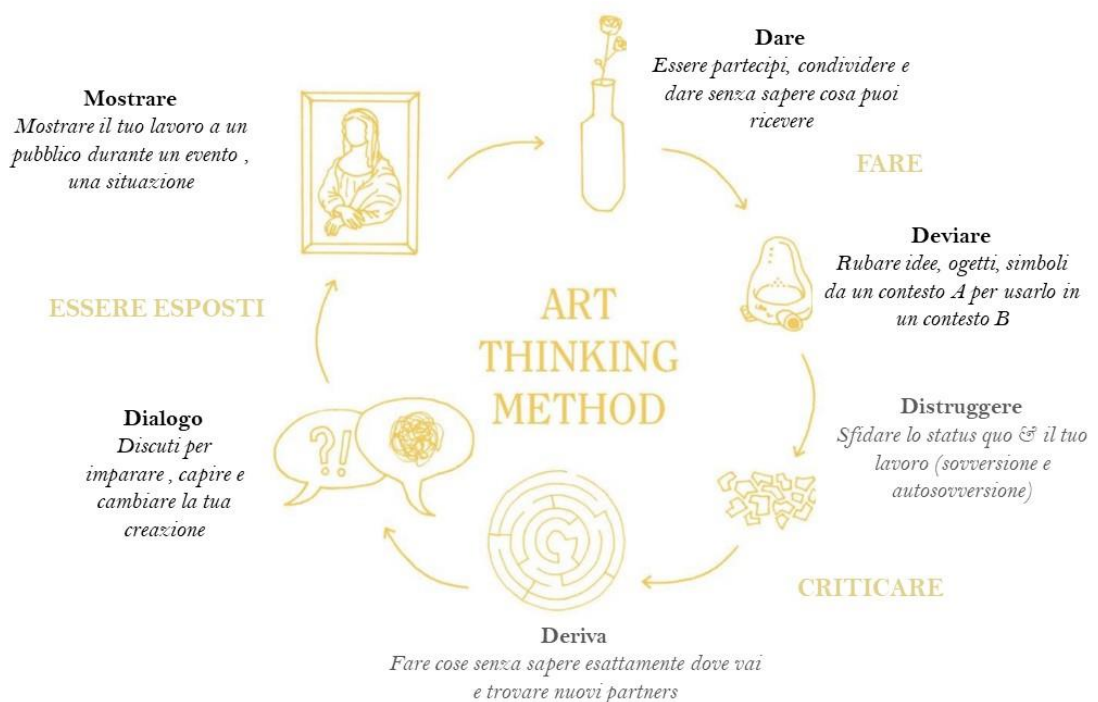 Dare
Essere partecipi, condividere e
dare senza sapere cosa puoi
ricevere
FARE
Deviare
Rubare idee, ogetti, simboli
da un contesto A per usarlo in
un contesto B
Distruggere
Sfidare lo status quo & il tuo
lavoro (sovversione e
autosovversione)
CRITICARE
Deriva
Fare cose senza sapere esattamente dove vai
e trovare nuovi partners
Dialogo
Discuti per
imparare , capire e
cambiare la tua
creazione
?!
ESSERE ESPOSTI
Mostrare
Mostrare il tuo lavoro a un
pubblico durante un evento ,
una situazione
ART
THINKING
METHOD